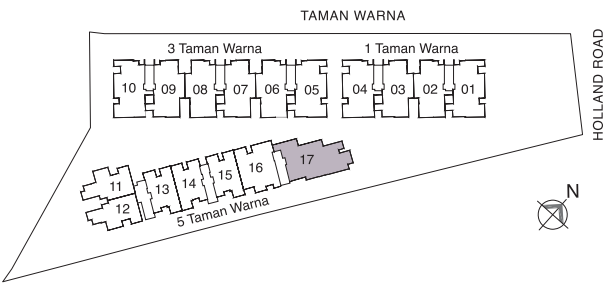 TAMAN WARNA
HOLLAND ROAD
3 Taman Warna
1 Taman Warna
10 09 08 07 06 05 04 03 02 01
11 12 13 14 15 16 17
5 Taman Warna
N